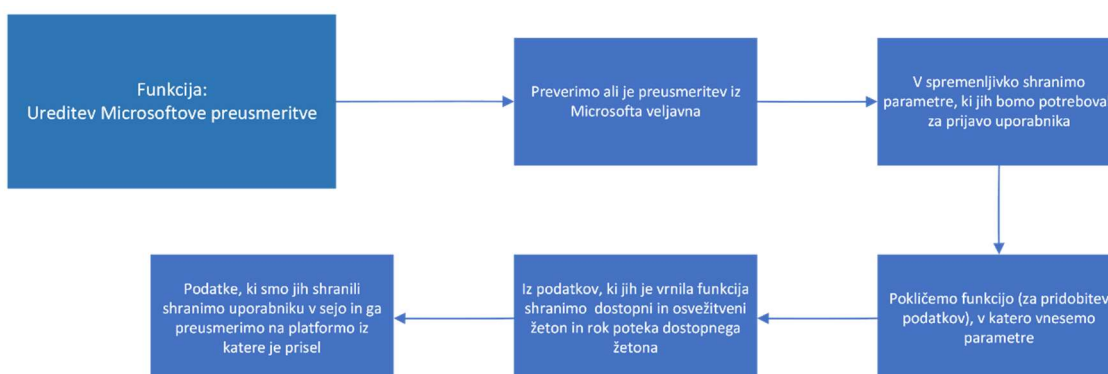 Funkcija:
Ureditev Microsoftove preusmeritve
Preverimo ali je preusmeritev iz
Microsofta veljavna
V spremenljivko shranimo
parametre, ki jih bomo
za prijavo uporabnika
Pokličemo funkcijo (za pridobitev
podatkov), v katero vnesemo
parametre
Iz podatkov, ki jih je vrnila funkcija
shranimo dostopni in osvežitveni
žeton in rok poteka dostopnega
žetona
Podatke, ki smo jih shranili
shranimo uporabniku v sejo in ga
preusmerimo na platformo iz
katere je prisel